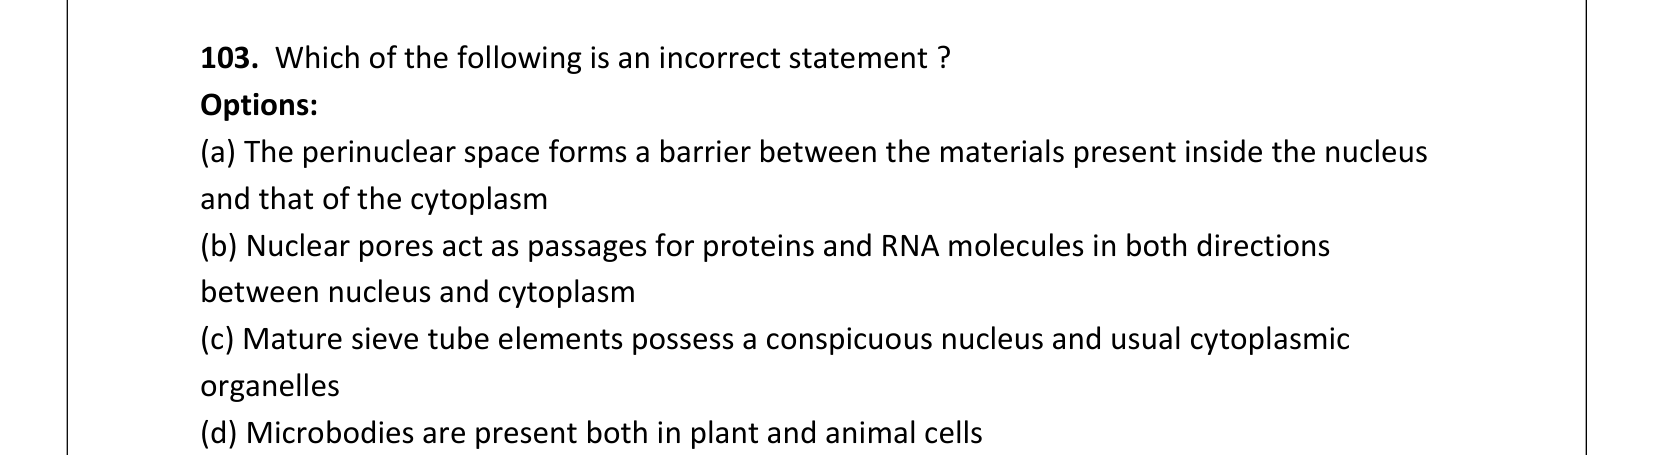 103. Which of the following is an incorrect statement ?
Options:
(a) The perinuclear space forms a barrier between the materials present inside the nucleus
and that of the cytoplasm
(b) Nuclear pores act as passages for proteins and RNA molecules in both directions
between nucleus and cytoplasm
(c) Mature sieve tube elements possess a conspicuous nucleus and usual cytoplasmic
organelles
(d) Microbodies are present both in plant and animal cells